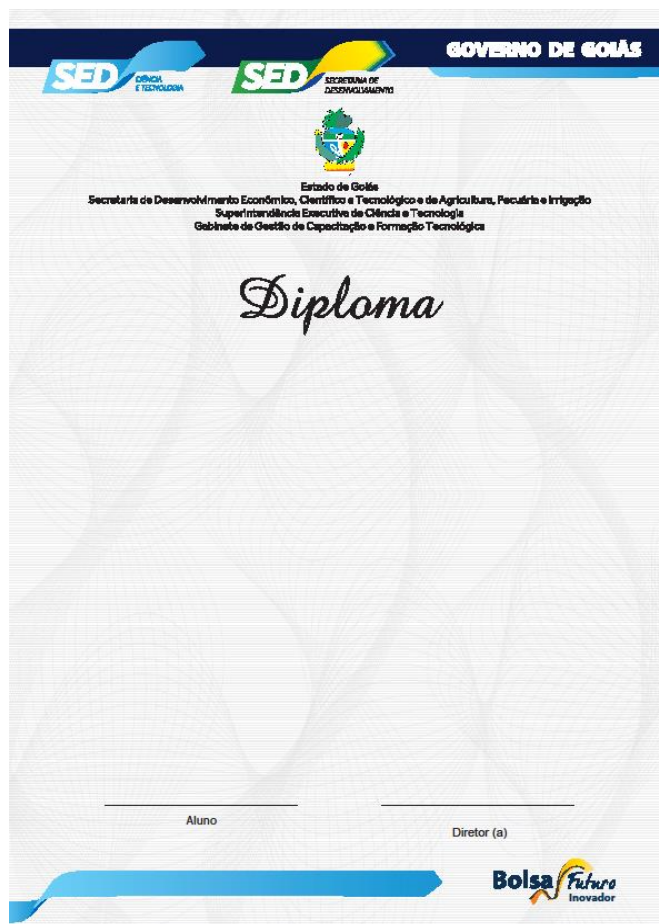 GOVERNO DE GOIÁS
SED CIÊNCIA
E TECNOLOGIA
SED SECRETARIA DE
DESENVOLVIMENTO
Estado de Goiás
Secretaria de Desenvolvimento Econômico, Científico e Tecnológico e de Agricultura, Pecuária e Irrigação
Superintendência Executiva de Ciência e Tecnologia
Gabinete de Gestão de Capacitação e Formação Tecnológica
Diploma
Aluno
Diretor (a)
Bolsa Futuro
Inovador